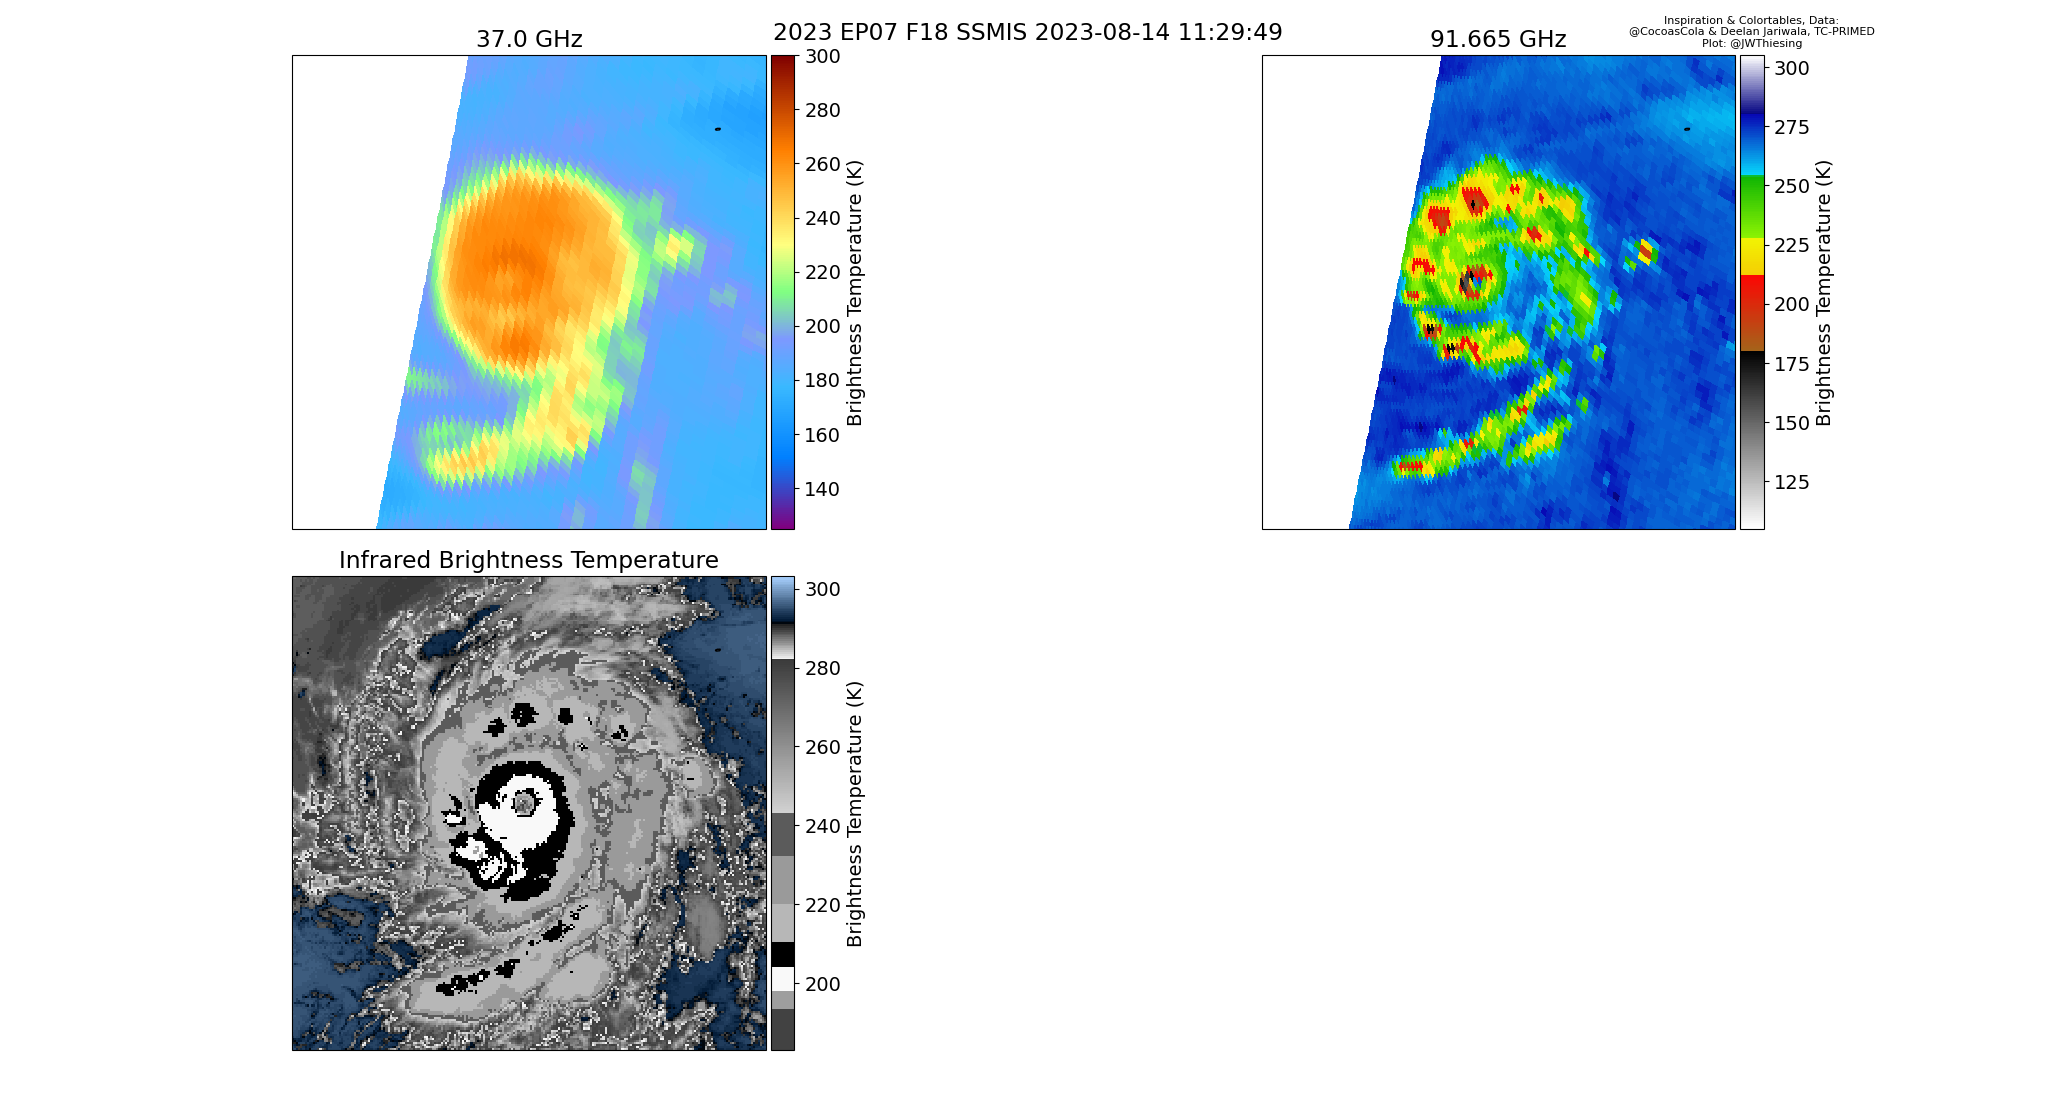 2023 EP07 F18 SSMIS 2023-08-14 11:29:49
Inspiration & Colortables, Data:
@CocoasCola & Deelan Jariwala, TC-PRIMED
Plot: @JWThiesing
37.0 GHz
300
280
260
240
220
200
180
160
140
Brightness Temperature (K)
91.665 GHz
300
275
250
225
200
175
150
125
Brightness Temperature (K)
Infrared Brightness Temperature
300
280
260
240
220
200
Brightness Temperature (K)